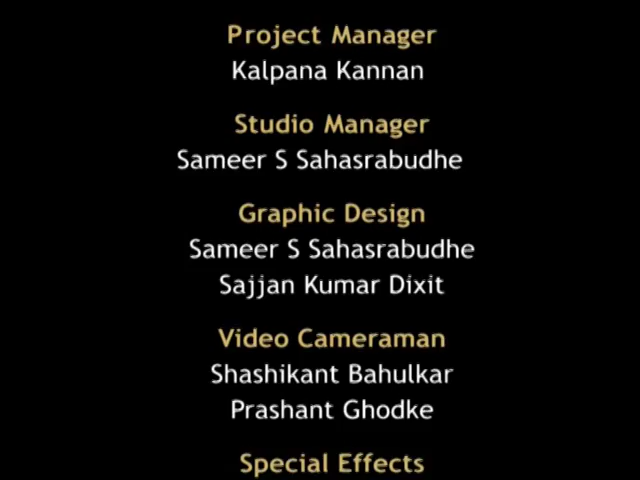 Project Manager
Kalpana Kannan
Studio Manager
Sameer S Sahasrabudhe
Graphic Design
Sameer S Sahasrabudhe
Sajjan Kumar Dixit
Video Cameraman
Shashikant Bahulkar
Prashant Ghodke
Special Effects